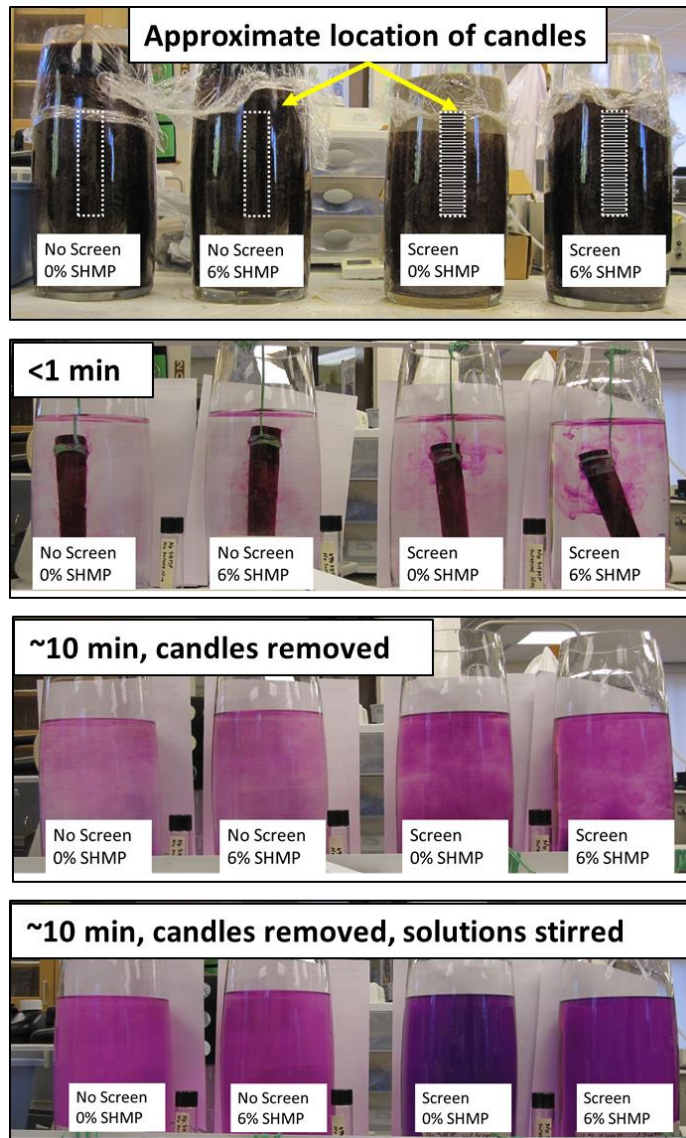 Approximate location of candles
No Screen
0% SHMP
No Screen
6% SHMP
Screen
0% SHMP
Screen
6% SHMP
<1 min
No Screen
0% SHMP
No Screen
6% SHMP
Screen
0% SHMP
Screen
6% SHMP
~10 min, candles removed
No Screen
0% SHMP
No Screen
6% SHMP
Screen
0% SHMP
Screen
6% SHMP
~10 min, candles removed, solutions stirred
No Screen
0% SHMP
No Screen
6% SHMP
Screen
0% SHMP
Screen
6% SHMP